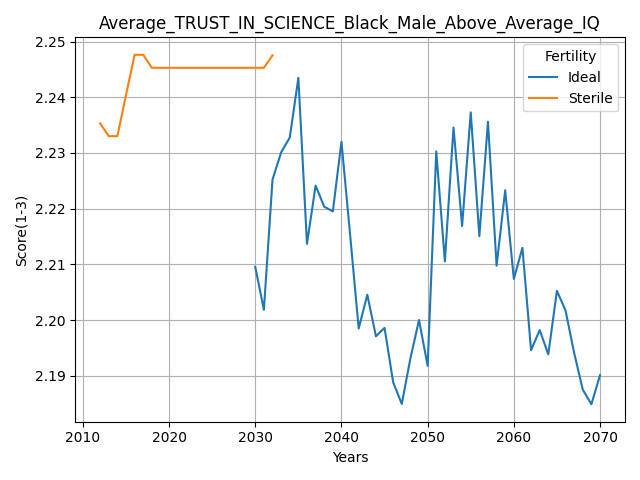 Average_TRUST_IN_SCIENCE_Black_Male_Above_Average_IQ
2.25
2.24
2.23
2.22
2.21
2.20
2.19
Score(1-3)
Fertility
Ideal
Sterile
2010
2020
2030
2040
2050
2060
2070
Years